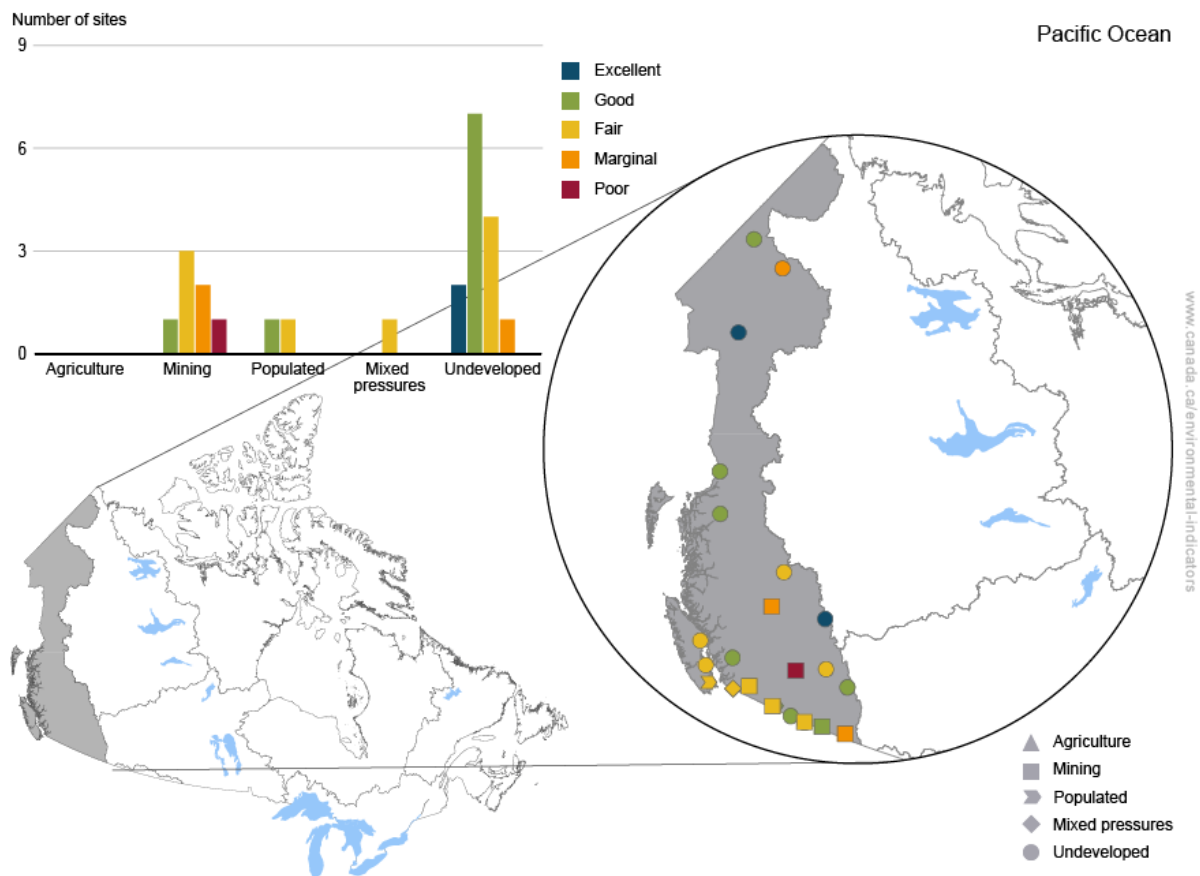 Number of sites
Pacific Ocean
9
6
3
0
Excellent
Good
Fair
Marginal
Poor
Agriculture
Mining
Populated
Mixed
pressures
Undeveloped
www.canada.ca/environmental-indicators
Agriculture
Mining
Populated
Mixed pressures
Undeveloped